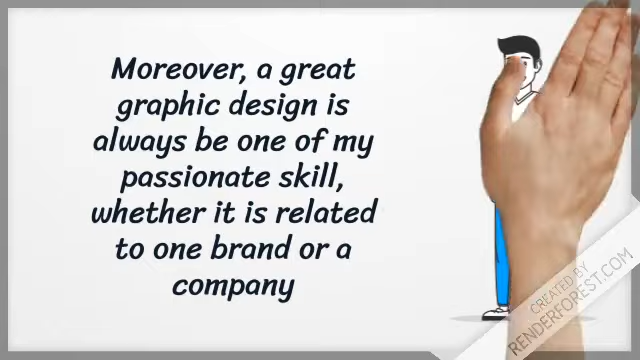 Moreover, a great
graphic design is
always be one of my
passionate skill,
whether it is related
to one brand or a
company
CREATED BY
RENDERFOREST.COM